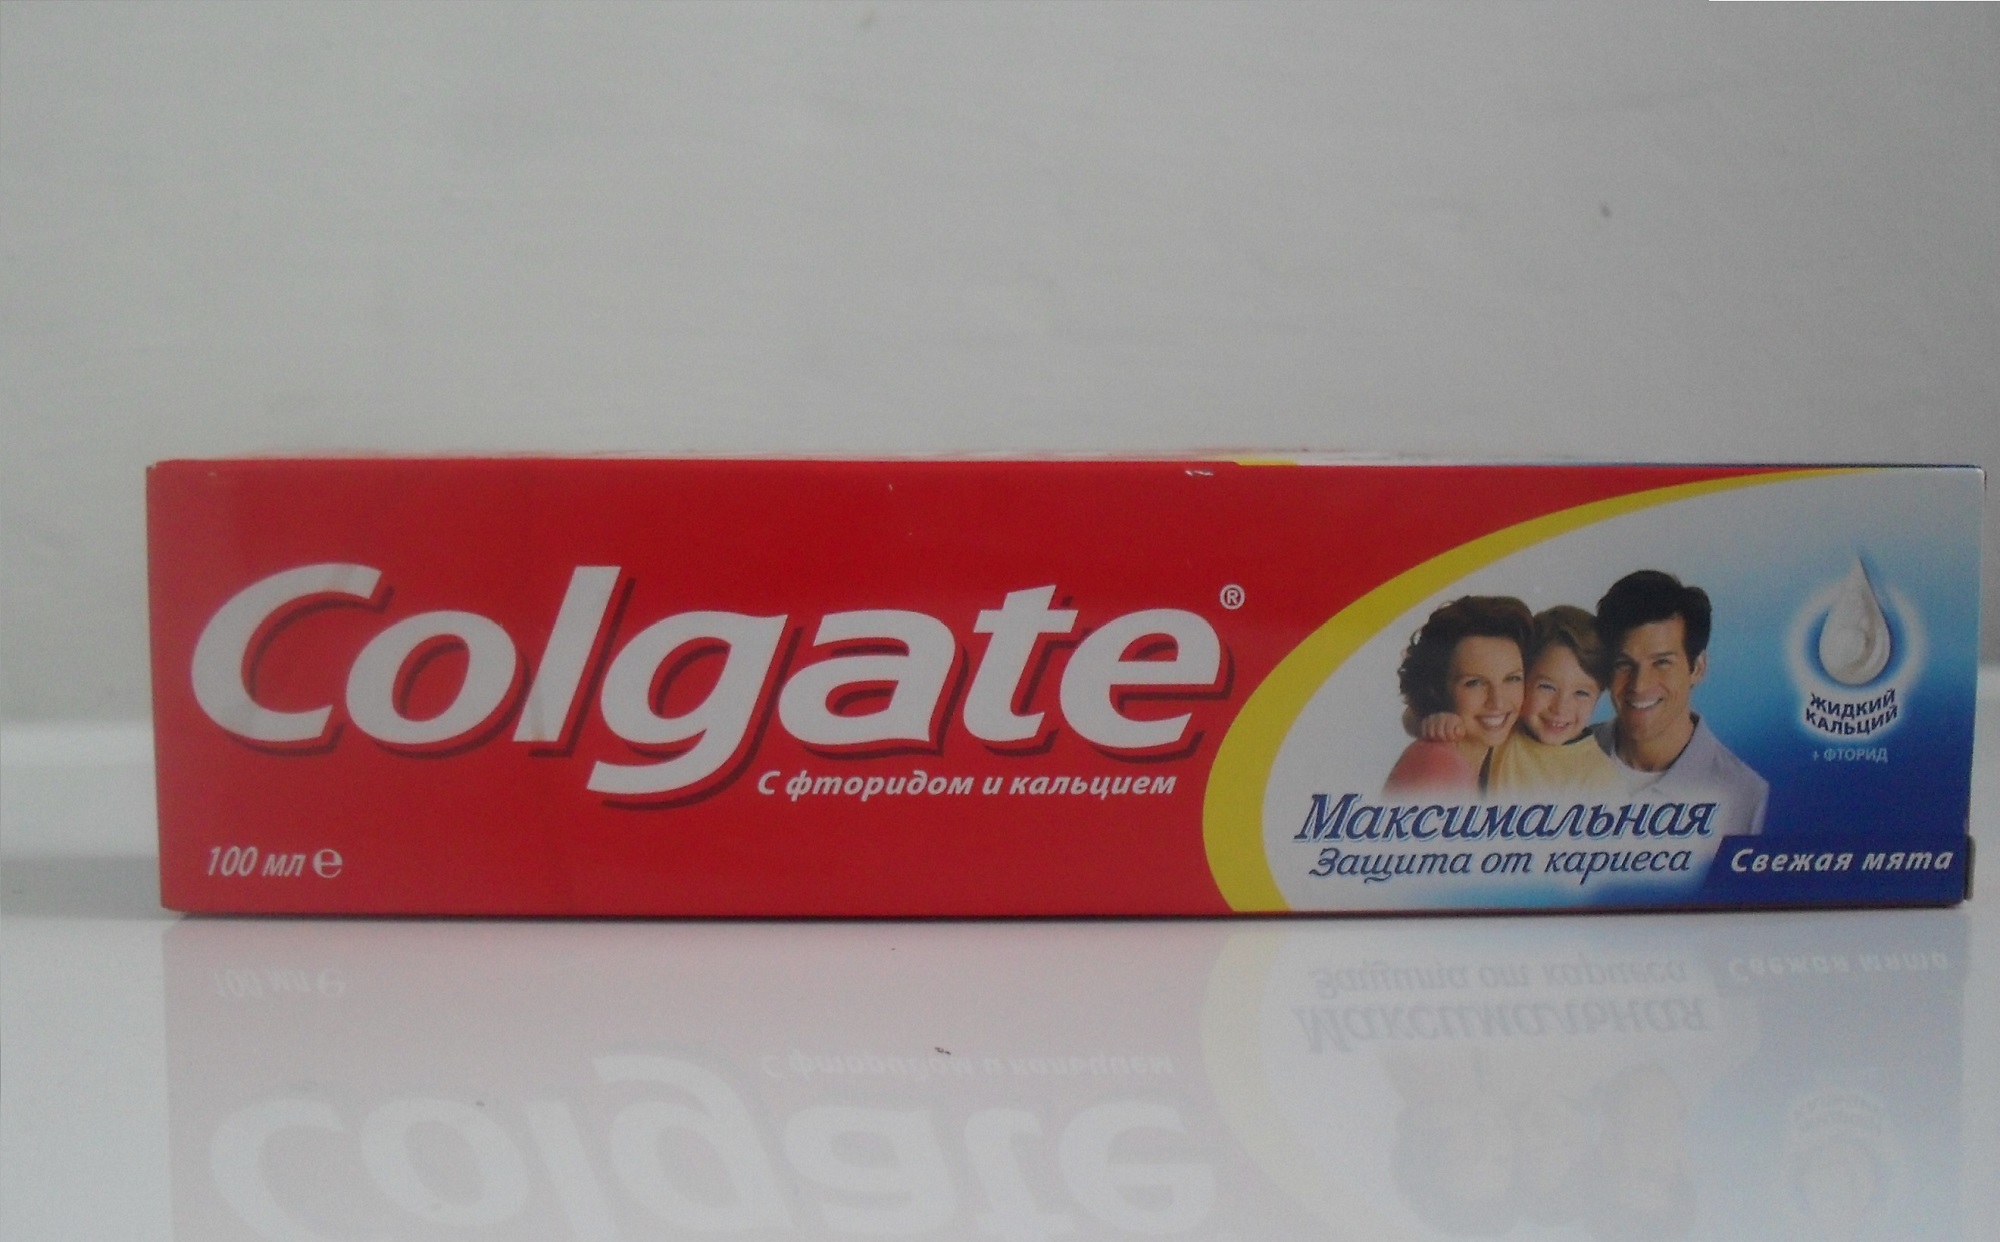 Colgate®
С фторидом и кальцием
100 мл ℮
ЖИДКИЙ
КАЛЬЦИЙ
+ ФТОРИД
Максимальная
Защита от кариеса
Свежая мята